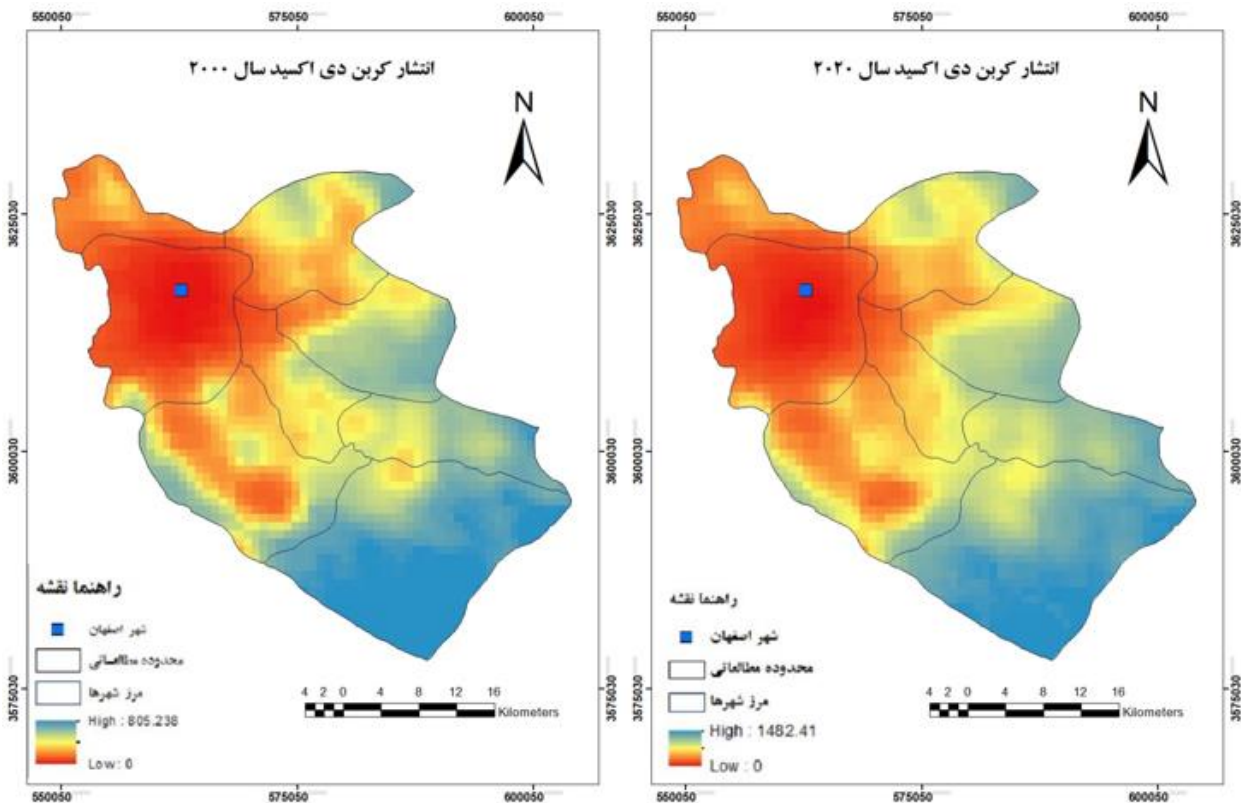 550050 575050 600050
انتشار کربن دی اکسید سال ۲۰۰۰
N
3625030 3625030
3600030 3600030
3575030
راهنما نقشه
شهر اصفهان
محدوده
مرز شهرها
High : 805.238
Low : 0
4 2 0 4 8 12 16
Kilometers
550050 575050 600050
550050 575050 600050
انتشار کربن دی اکسید سال ۲۰۲۰
N
3625030
3600030 3600030
3575030 3575030
راهنما نقشه
شهر اصفهان
محدوده مطالعاتی
مرز شهرها
High : 1482.41
Low : 0
4 2 0 4 8 12 16
Kilometers
550050 575050 600050